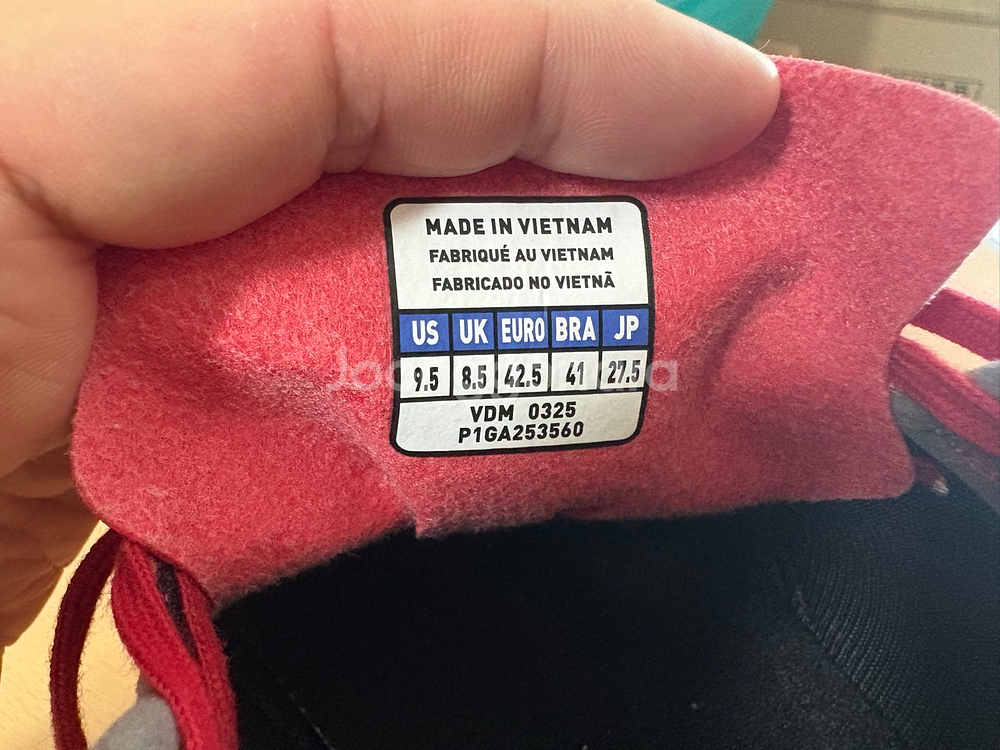 MADE IN VIETNAM
FABRIQUÉ AU VIETNAM
FABRICADO NO VIETNÃ
US UK EURO BRA JP
9.5 8.5 42.5 41 27.5
VDM 0325
P1GA253560